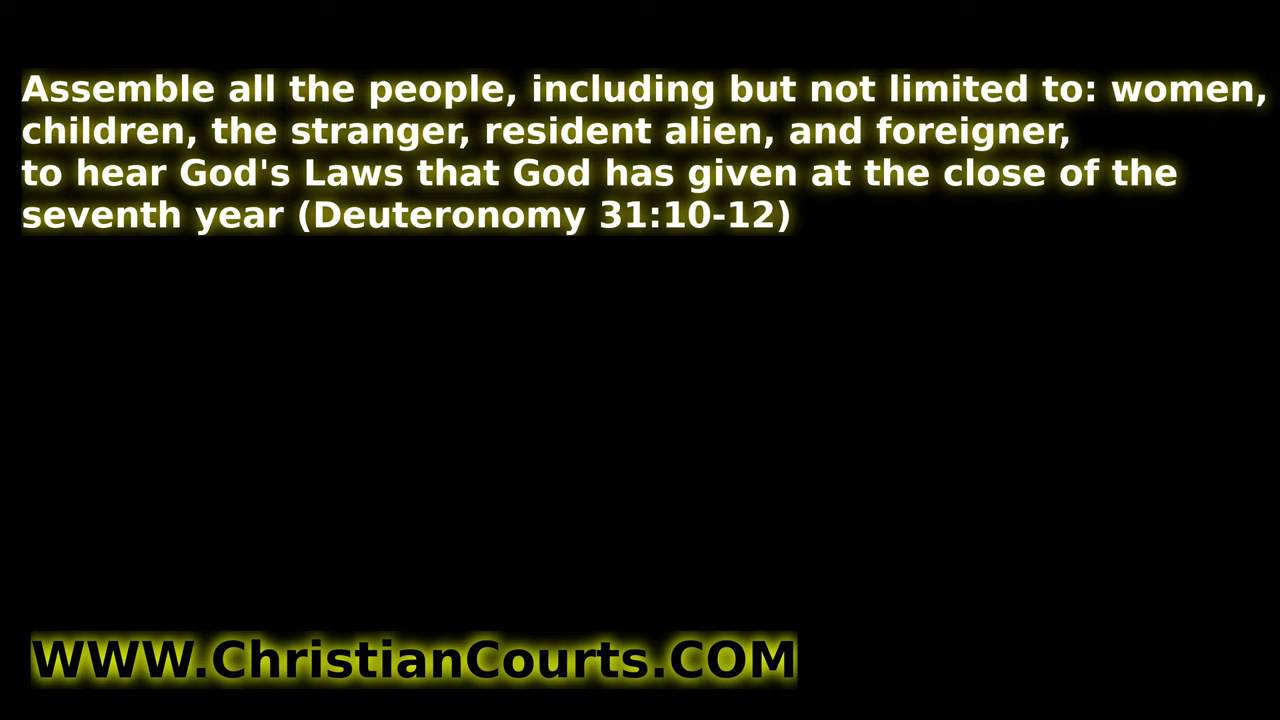 Assemble all the people, including but not limited to: women,
children, the stranger, resident alien, and foreigner,
to hear God's Laws that God has given at the close of the
seventh year (Deuteronomy 31:10-12)
WWW.ChristianCourts.COM